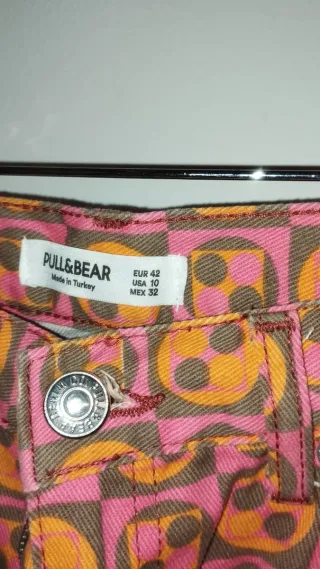 PULL&BEAR
Made in Turkey
EUR 42
USA 10
MEX 32